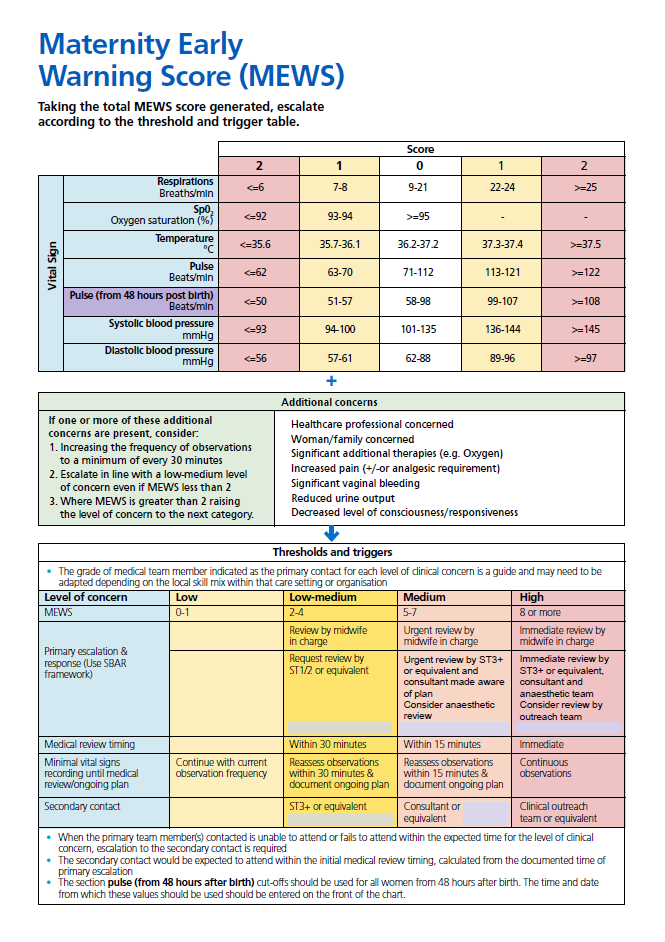 Maternity Early
Warning Score (MEWS)
Taking the total MEWS score generated, escalate
according to the threshold and trigger table.
Score
2 1 0 1 2
Vital Sign
Respirations
Breaths/min
<=6 7-8 9-21 22-24 >=25
Sp0₂
Oxygen saturation (%)
<=92 93-94 >=95 - -
Temperature
°C
<=35.6 35.7-36.1 36.2-37.2 37.3-37.4 >=37.5
Pulse
Beats/min
<=62 63-70 71-112 113-121 >=122
Pulse (from 48 hours post birth)
Beats/min
<=50 51-57 58-98 99-107 >=108
Systolic blood pressure
mmHg
<=93 94-100 101-135 136-144 >=145
Diastolic blood pressure
mmHg
<=56 57-61 62-88 89-96 >=97
+
Additional concerns
If one or more of these additional
concerns are present, consider:
1. Increasing the frequency of observations
to a minimum of every 30 minutes
2. Escalate in line with a low-medium level
of concern even if MEWS less than 2
3. Where MEWS is greater than 2 raising
the level of concern to the next category.
Healthcare professional concerned
Woman/family concerned
Significant additional therapies (e.g. Oxygen)
Increased pain (+/-or analgesic requirement)
Significant vaginal bleeding
Reduced urine output
Decreased level of consciousness/responsiveness
Thresholds and triggers
• The grade of medical team member indicated as the primary contact for each level of clinical concern is a guide and may need to be
adapted depending on the local skill mix within that care setting or organisation
Level of concern Low Low-medium Medium High
MEWS 0-1 2-4 5-7 8 or more
Primary escalation &
response (Use SBAR
framework)
Review by midwife
in charge
Urgent review by
midwife in charge
Immediate review by
midwife in charge
Request review by
ST1/2 or equivalent
Urgent review by ST3+
or equivalent and
consultant made aware
of plan
Consider anaesthetic
review
Immediate review by
ST3+ or equivalent,
consultant and
anaesthetic team
Consider review by
outreach team
Medical review timing Within 30 minutes Within 15 minutes Immediate
Minimal vital signs
recording until medical
review/ongoing plan
Continue with current
observation frequency
Reassess observations
within 30 minutes &
document ongoing plan
Reassess observations
within 15 minutes &
document ongoing plan
Continuous
observations
Secondary contact
ST3+ or equivalent
Consultant or
equivalent
Clinical outreach
team or equivalent
• When the primary team member(s) contacted is unable to attend or fails to attend within the expected time for the level of clinical
concern, escalation to the secondary contact is required
• The secondary contact would be expected to attend within the initial medical review timing, calculated from the documented time of
primary escalation
• The section pulse (from 48 hours after birth) cut-offs should be used for all women from 48 hours after birth. The time and date
from which these values should be used should be entered on the front of the chart.